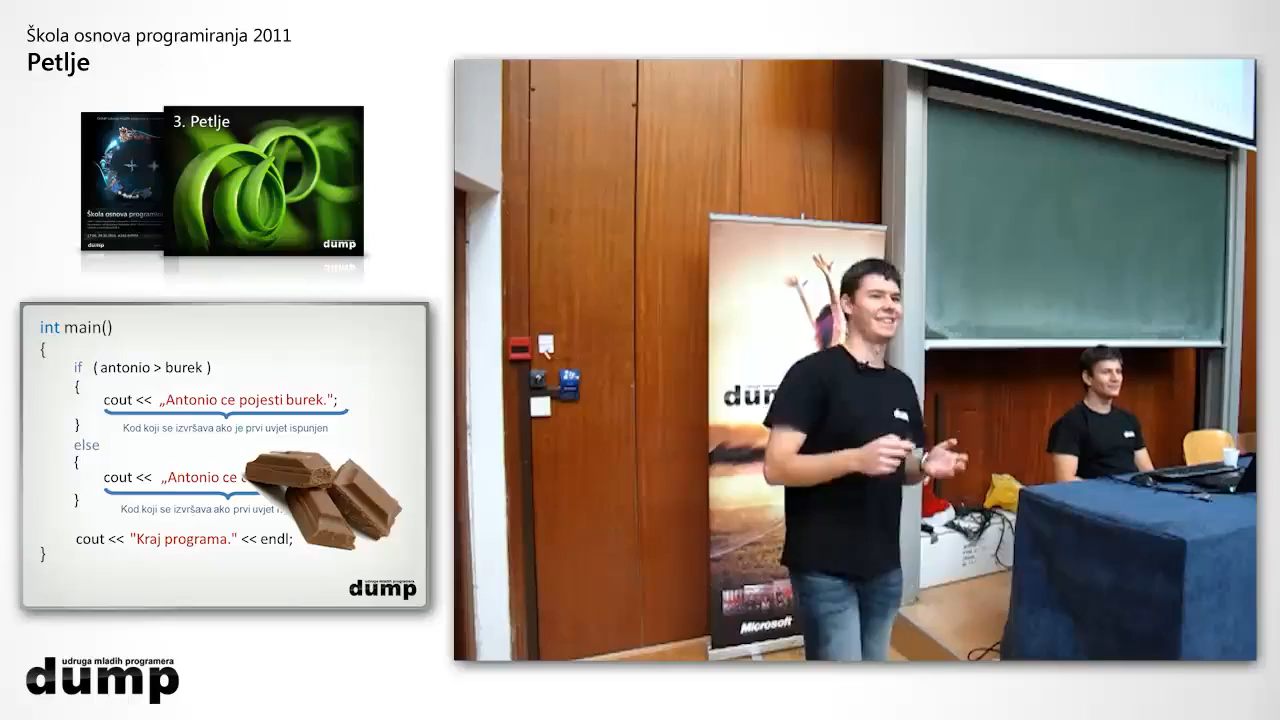 Škola osnova programiranja 2011
Petlje
3. Petlje
Škola osnova programir
dump
dump
int main()
{
if ( antonio > burek )
{
cout << „Antonio ce pojesti burek.";
}
Kod koji se izvršava ako je prvi uvjet ispunjen
else
{
cout << „Antonio ce
}
Kod koji se izvršava ako prvi uvjet
cout << "Kraj programa." << endl;
}
udruga mladih programera
dump
udruga mladih programera
dump
dump
Microsoft